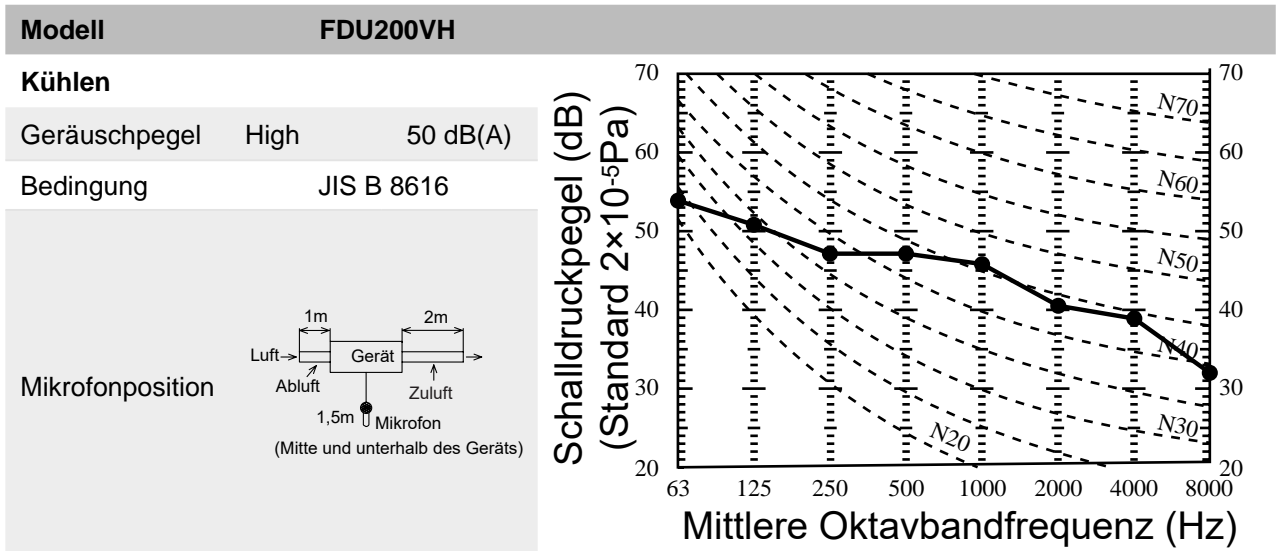 Modell FDU200VH
Kühlen
Geräuschpegel High 50 dB(A)
Bedingung JIS B 8616
Mikrofonposition
1m 2m
Luft Gerät
Abluft Zuluft
1,5m Mikrofon
(Mitte und unterhalb des Geräts)
Schalldruckpegel (dB)
(Standard 2×10-5Pa)
70 70
N70
60 60
N60
50 50
N50
40 40
N40
30 30
N30
N20
20 20
63 125 250 500 1000 2000 4000 8000
Mittlere Oktavbandfrequenz (Hz)